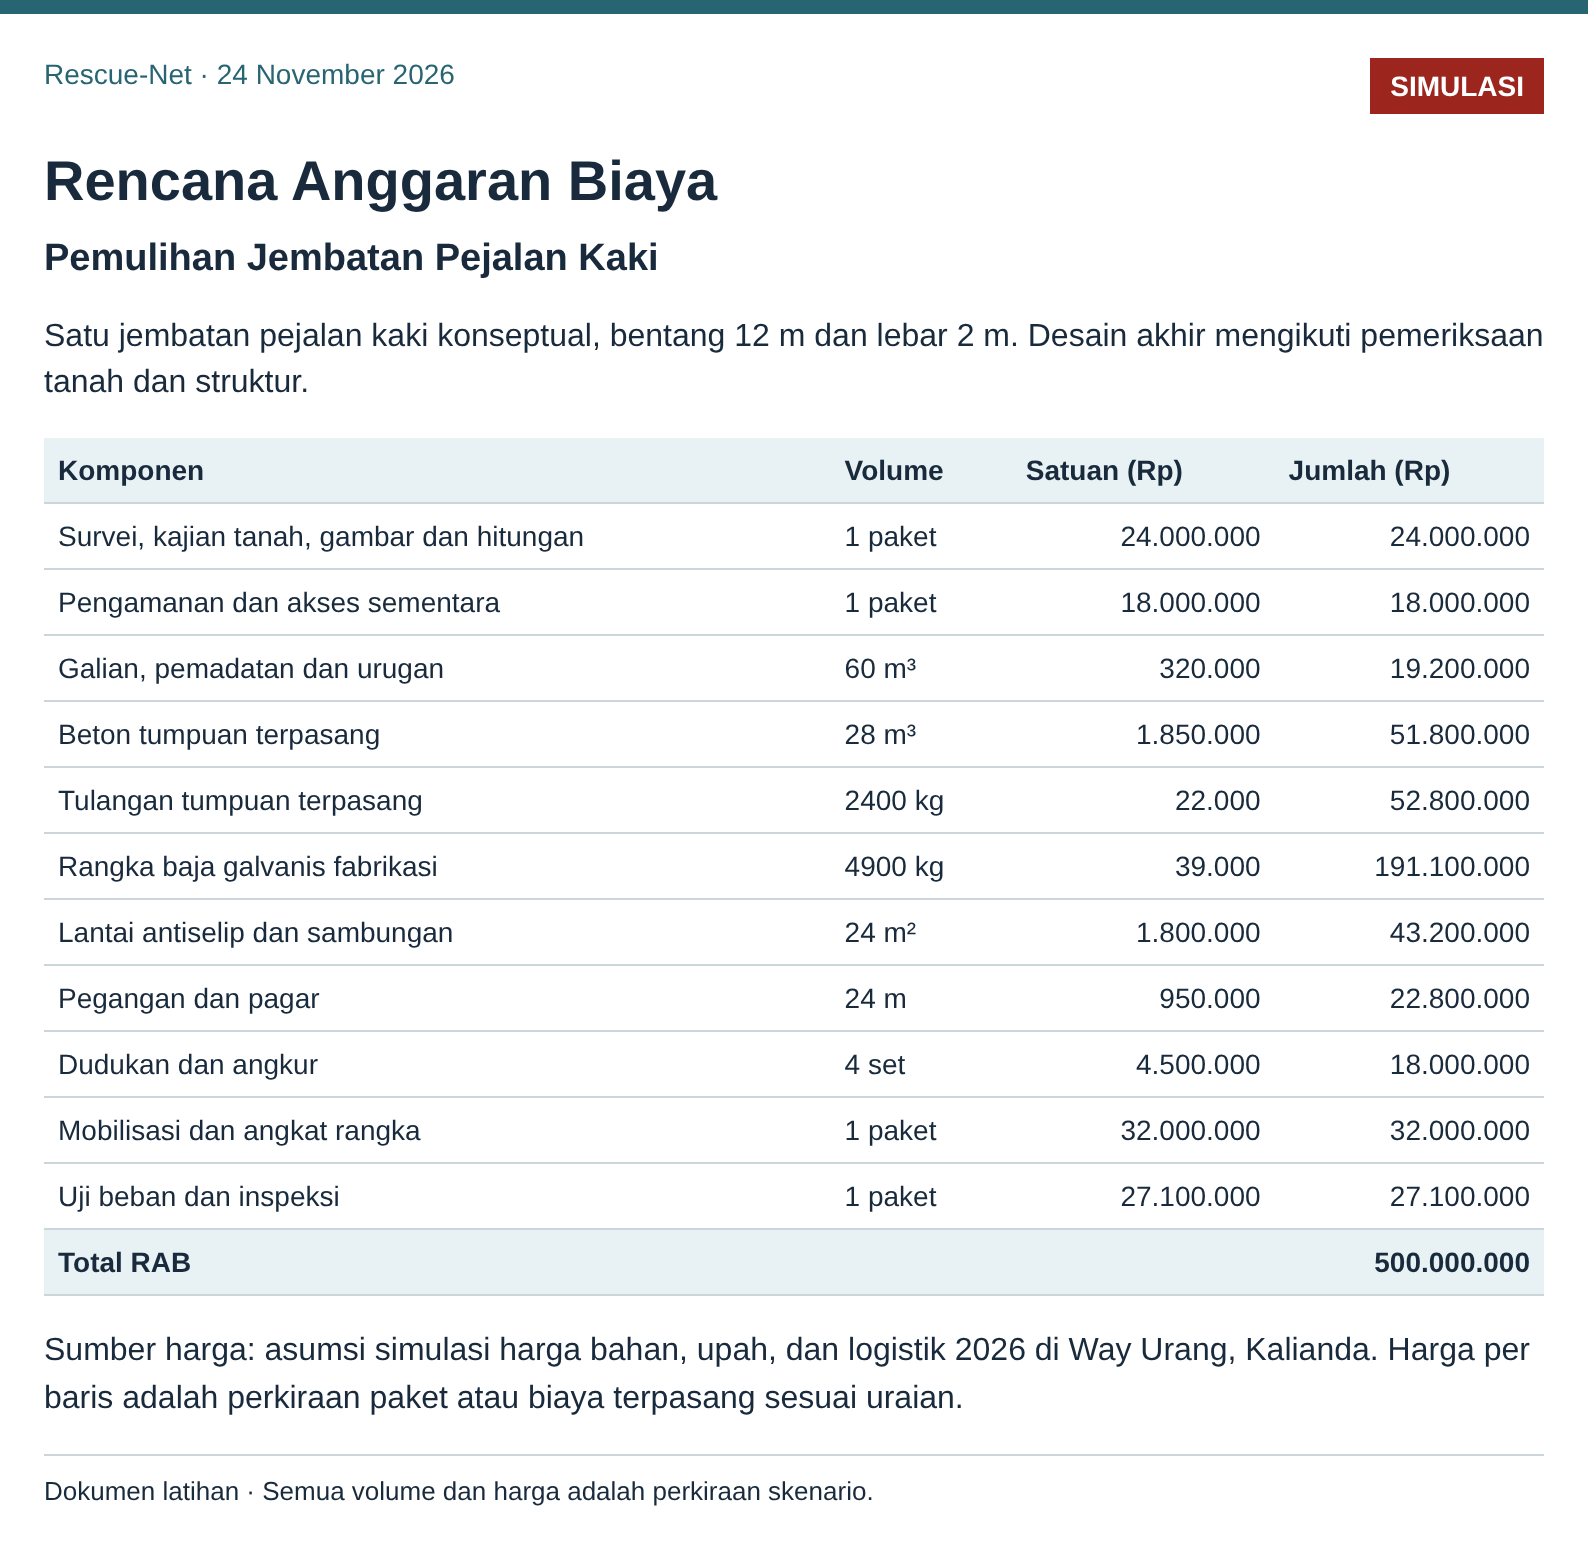 Rescue-Net · 24 November 2026
SIMULASI
Rencana Anggaran Biaya
Pemulihan Jembatan Pejalan Kaki
Satu jembatan pejalan kaki konseptual, bentang 12 m dan lebar 2 m. Desain akhir mengikuti pemeriksaan
tanah dan struktur.
Komponen Volume Satuan (Rp) Jumlah (Rp)
Survei, kajian tanah, gambar dan hitungan 1 paket 24.000.000 24.000.000
Pengamanan dan akses sementara 1 paket 18.000.000 18.000.000
Galian, pemadatan dan urugan 60 m³ 320.000 19.200.000
Beton tumpuan terpasang 28 m³ 1.850.000 51.800.000
Tulangan tumpuan terpasang 2400 kg 22.000 52.800.000
Rangka baja galvanis fabrikasi 4900 kg 39.000 191.100.000
Lantai antiselip dan sambungan 24 m² 1.800.000 43.200.000
Pegangan dan pagar 24 m 950.000 22.800.000
Dudukan dan angkur 4 set 4.500.000 18.000.000
Mobilisasi dan angkat rangka 1 paket 32.000.000 32.000.000
Uji beban dan inspeksi 1 paket 27.100.000 27.100.000
Total RAB 500.000.000
Sumber harga: asumsi simulasi harga bahan, upah, dan logistik 2026 di Way Urang, Kalianda. Harga per
baris adalah perkiraan paket atau biaya terpasang sesuai uraian.
Dokumen latihan · Semua volume dan harga adalah perkiraan skenario.